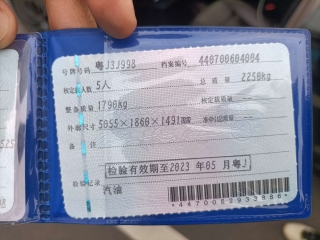 号牌号码 粤J3J998 档案编号 440700604004
核定载人数 5人 总质量 2250kg
整备质量 1790kg 核定载质量 ——
外廓尺寸 5055×1866×1491mm 准牵引总质量 ——
备注
检验有效期至2023年05月粤J
检验记录
汽油